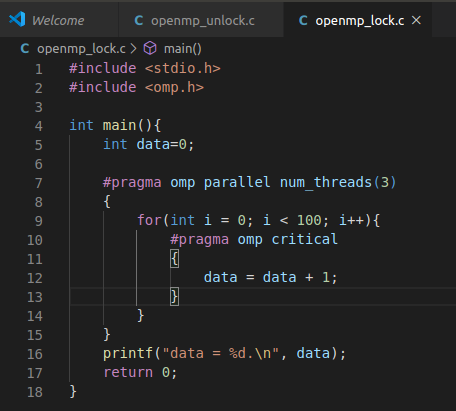 Welcome C openmp_unlock.c C openmp_lock.c ×
C openmp_lock.c > main()
1 #include <stdio.h>
2 #include <omp.h>
3
4 int main(){
5     int data=0;
6
7     #pragma omp parallel num_threads(3)
8     {
9         for(int i = 0; i < 100; i++){
10             #pragma omp critical
11             {
12                 data = data + 1;
13             }
14         }
15     }
16     printf("data = %d.\n", data);
17     return 0;
18 }